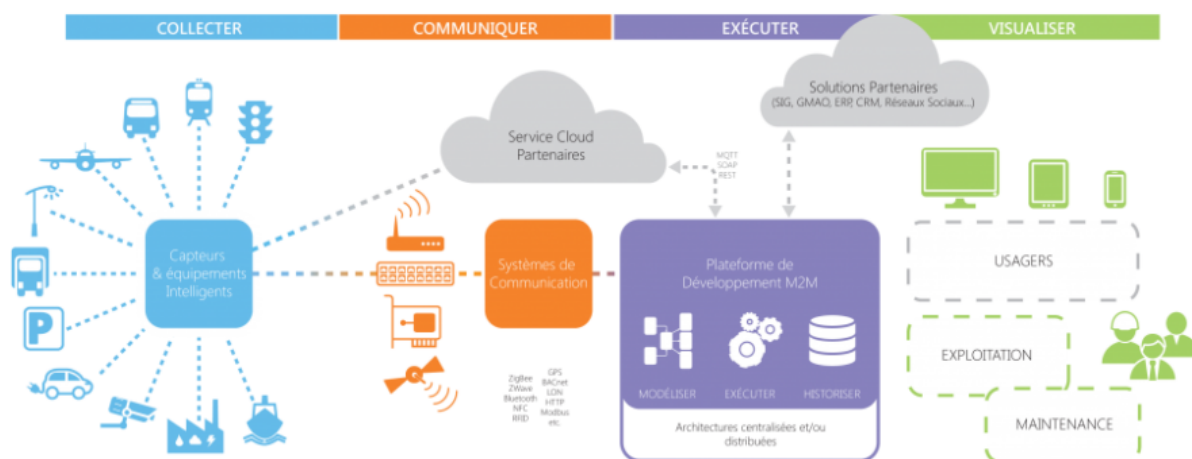 COLLECTER
COMMUNIQUER
EXÉCUTER
VISUALISER
Solutions Partenaires
(SIG, GMAO, ERP, CRM, Réseaux Sociaux...)
Service Cloud
Partenaires
MQTT
SOAP
REST
Capteurs
& équipements
Intelligents
P
Systèmes de
Communication
ZigBee
ZWave
Bluetooth
NFC
RFID
GPS
BACnet
LON
HTTP
Modbus
etc.
Plateforme de
Développement M2M
MODÉLISER
EXÉCUTER
HISTORISER
Architectures centralisées et/ou
distribuées
USAGERS
EXPLOITATION
MAINTENANCE